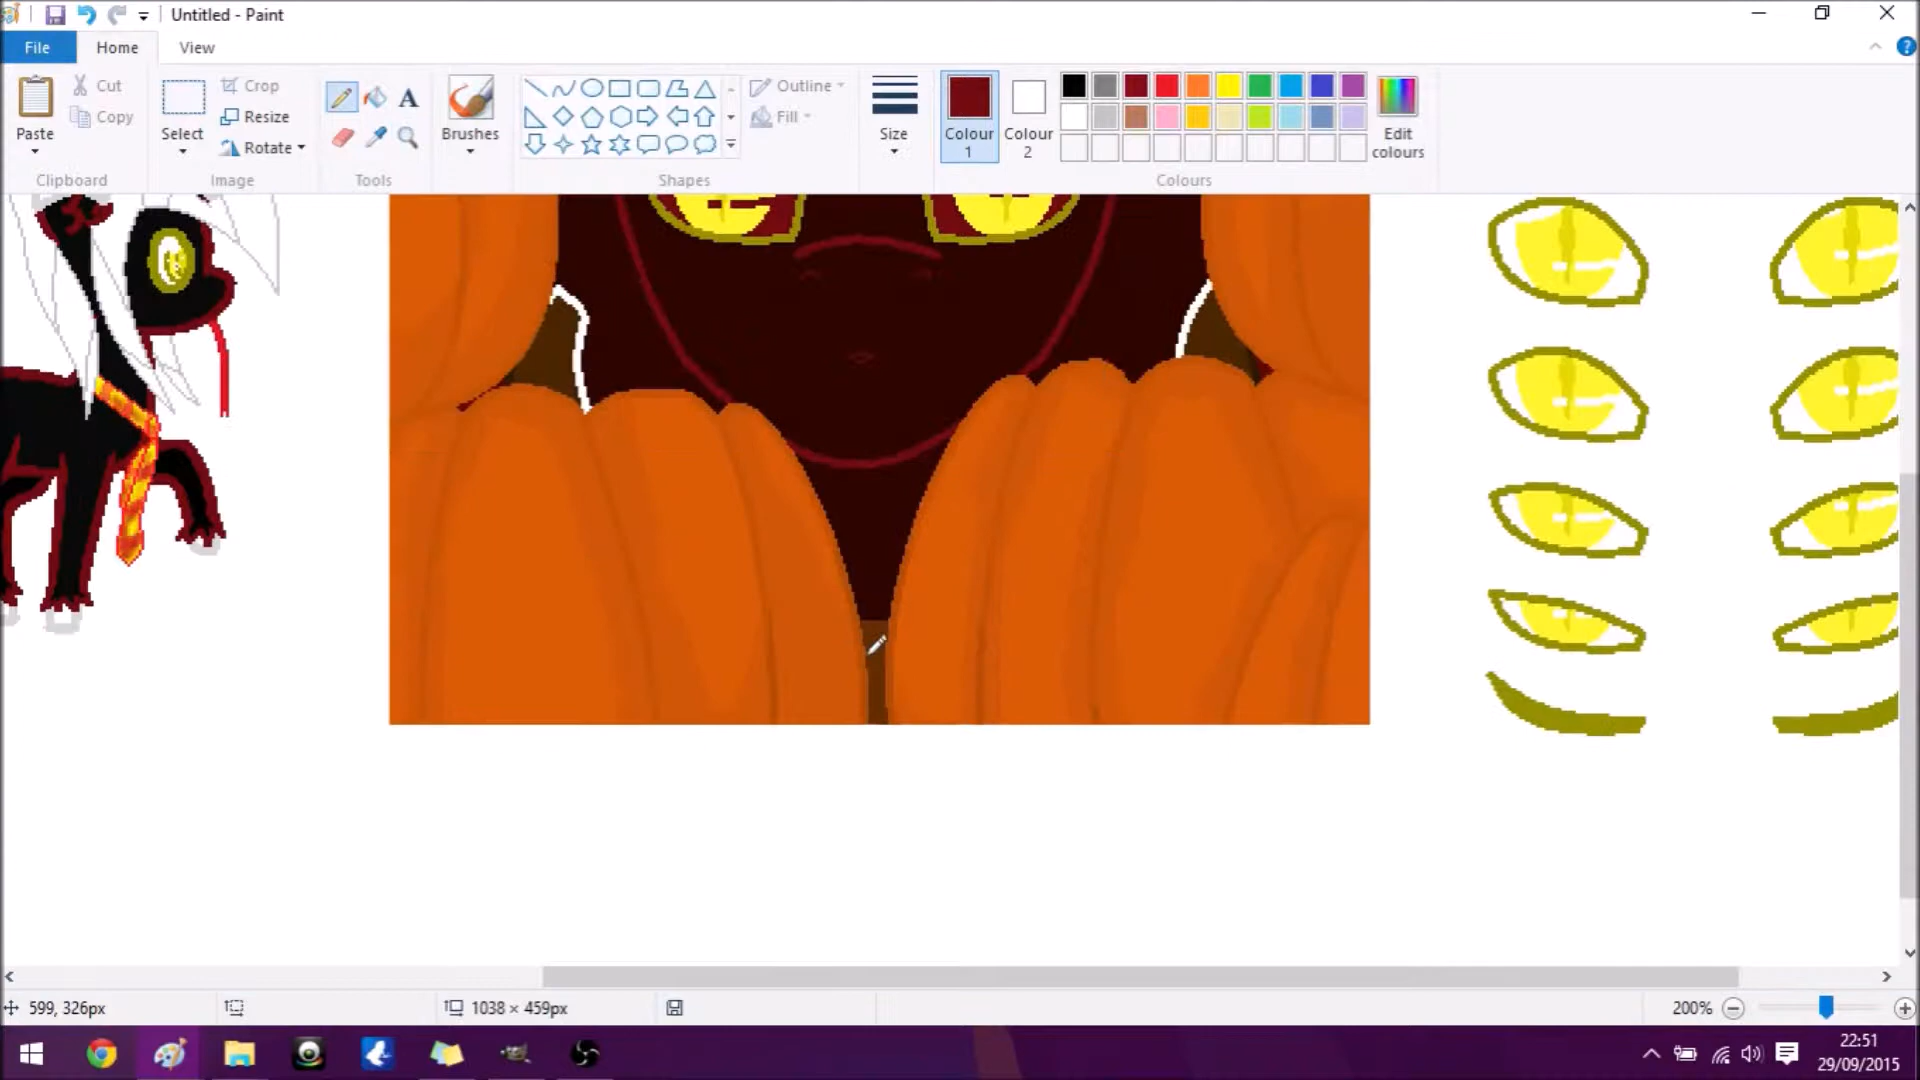 Untitled - Paint
File Home View
Paste
Cut
Copy
Clipboard
Select
Crop
Resize
Rotate
Image
A
Tools
Brushes
Shapes
Outline
Fill
Size
Colour
1
Colour
2
Edit
colours
Colours
599, 326px
1038 × 459px
200%
22:51
29/09/2015